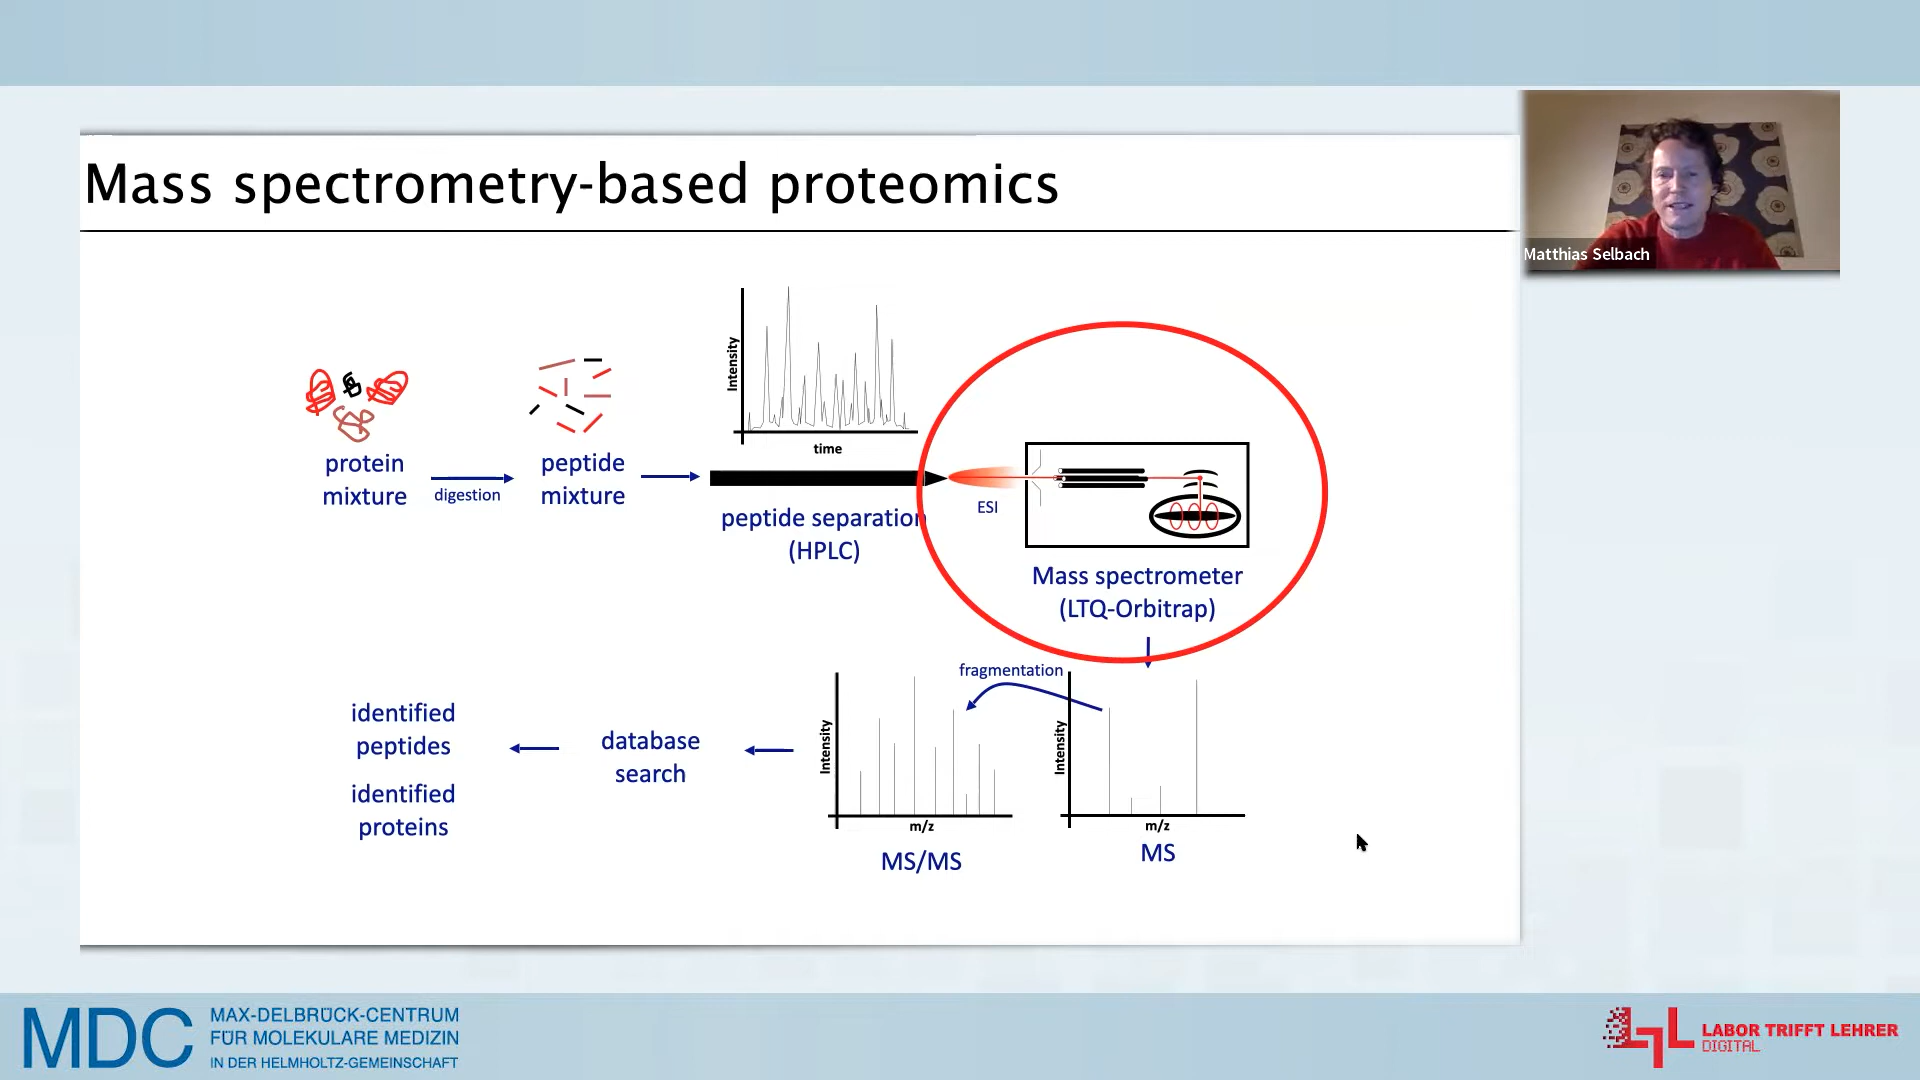 Mass spectrometry-based proteomics
Matthias Selbach
Intensity
time
protein
mixture
digestion
peptide
mixture
peptide separation
(HPLC)
ESI
Mass spectrometer
(LTQ-Orbitrap)
fragmentation
identified
peptides
identified
proteins
database
search
Intensity
m/z
MS/MS
Intensity
m/z
MS
MDC
MAX-DELBRÜCK-CENTRUM
FÜR MOLEKULARE MEDIZIN
IN DER HELMHOLTZ-GEMEINSCHAFT
LTL
LABOR TRIFFT LEHRER
DIGITAL